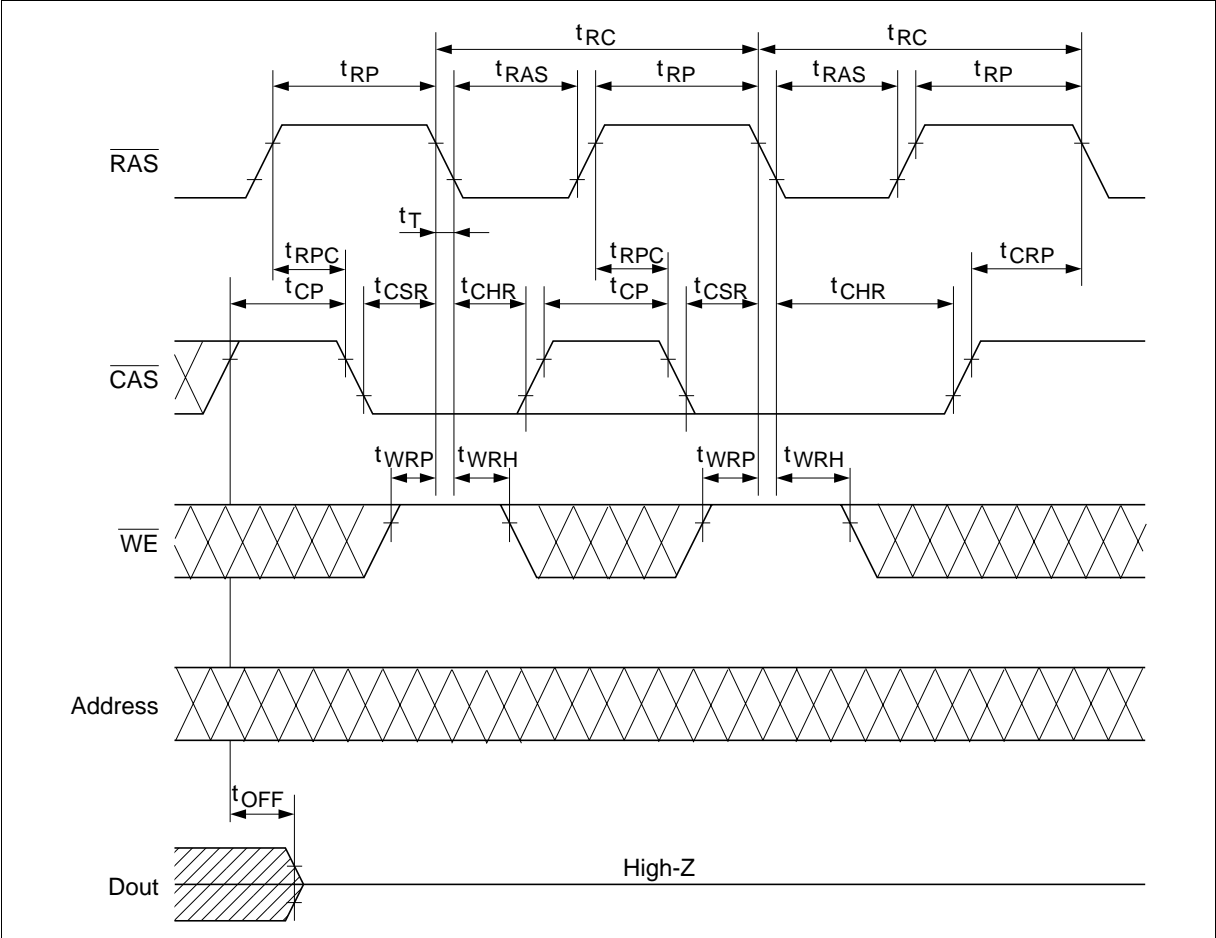 tRC tRC
tRP tRAS tRP tRAS tRP
RAS
tT
tRPC tRPC tCRP
tCP tCSR tCHR tCP tCSR tCHR
CAS
tWRP tWRH tWRP tWRH
WE
Address
tOFF
High-Z
Dout